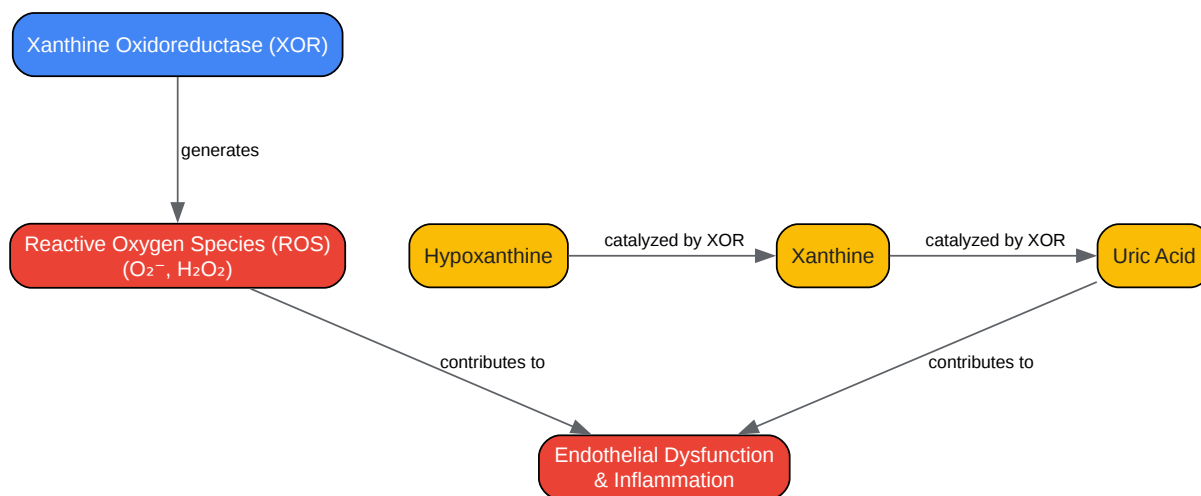 Xanthine Oxidoreductase (XOR)
generates
Reactive Oxygen Species (ROS)
(O₂⁻, H₂O₂)
Hypoxanthine
catalyzed by XOR
Xanthine
catalyzed by XOR
Uric Acid
contributes to
contributes to
Endothelial Dysfunction
& Inflammation